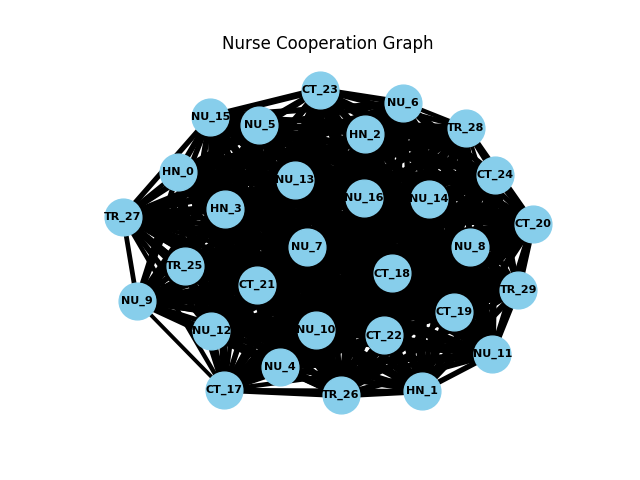 Nurse Cooperation Graph
CT_23
NU_6
NU_15
NU_5
HN_2
TR_28
HN_0
NU_13
CT_24
NU_16
NU_14
HN_3
TR_27
CT_20
NU_7
NU_8
TR_25
CT_18
CT_21
TR_29
NU_9
CT_19
NU_12
NU_10
CT_22
NU_11
NU_4
CT_17
TR_26
HN_1